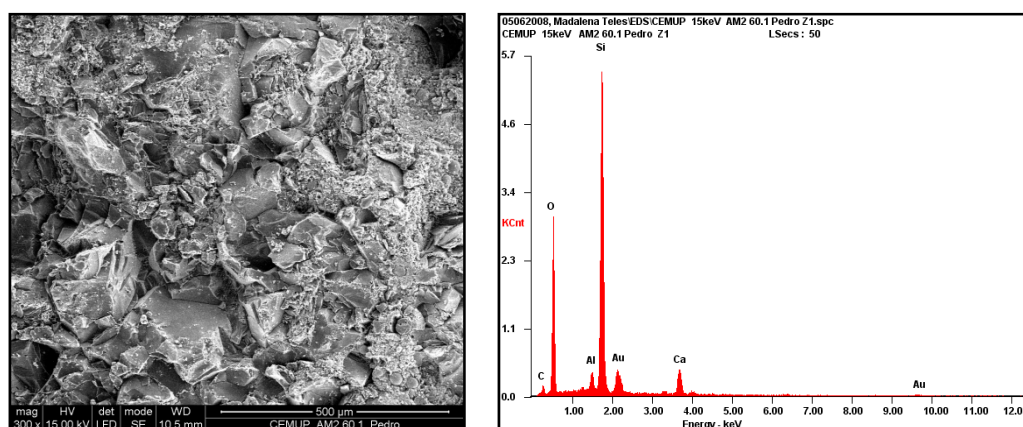 mag HV det mode WD 500 µm
300 x 15.00 kV LFD SE 10.5 mm CEMUP AM2 60.1 Pedro
05062008, Madalena Teles\EDS\CEMUP 15keV AM2 60.1 Pedro Z1.spc
CEMUP 15keV AM2 60.1 Pedro Z1 LSecs : 50
Si
5.7
4.6
3.4
O
KCnt
2.3
1.1
Al Au Ca
C Au
0.0
1.00 2.00 3.00 4.00 5.00 6.00 7.00 8.00 9.00 10.00 11.00 12.0
Energy - keV